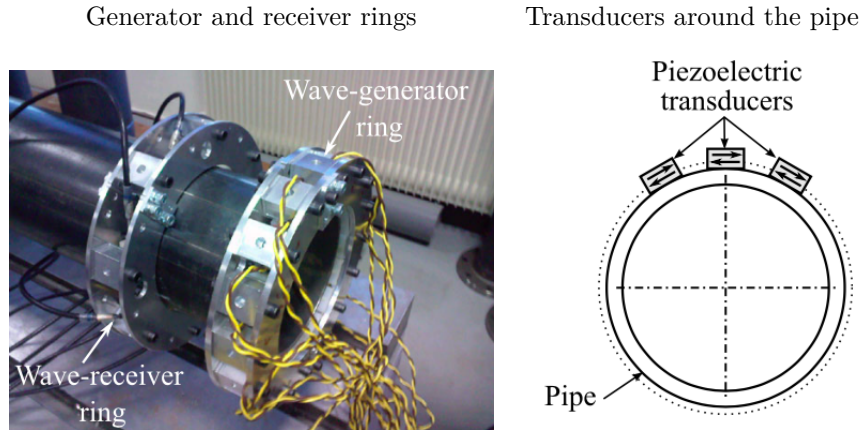 Generator and receiver rings
Transducers around the pipe
Wave-generator
ring
Wave-receiver
ring
Piezoelectric
transducers
Pipe